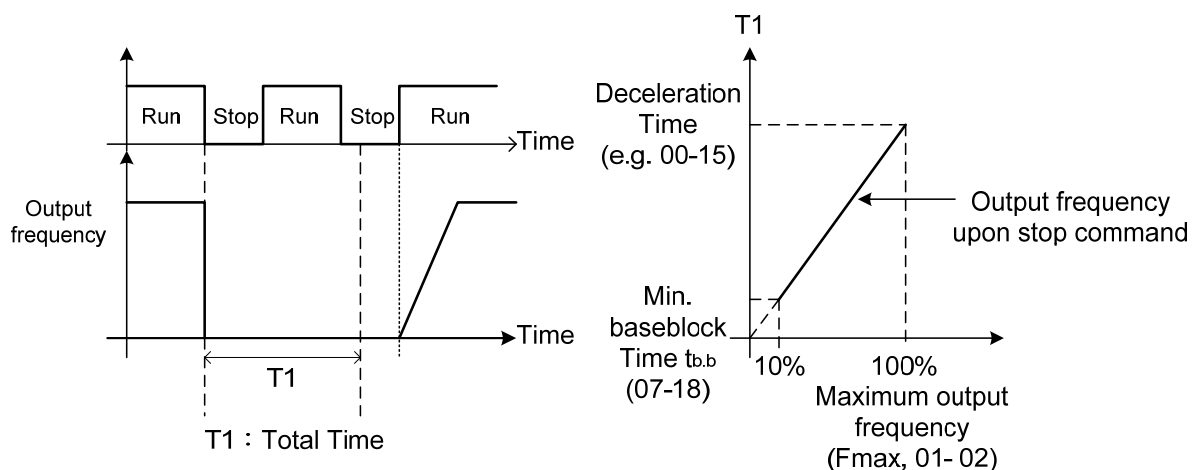 Run
Stop
Run
Stop
Run
Time
Output
frequency
Time
T1
T1：Total Time
T1
Deceleration
Time
(e.g. 00-15)
Output frequency
upon stop command
Min.
baseblock
Time tb.b
(07-18)
10%
100%
Maximum output
frequency
(Fmax, 01- 02)